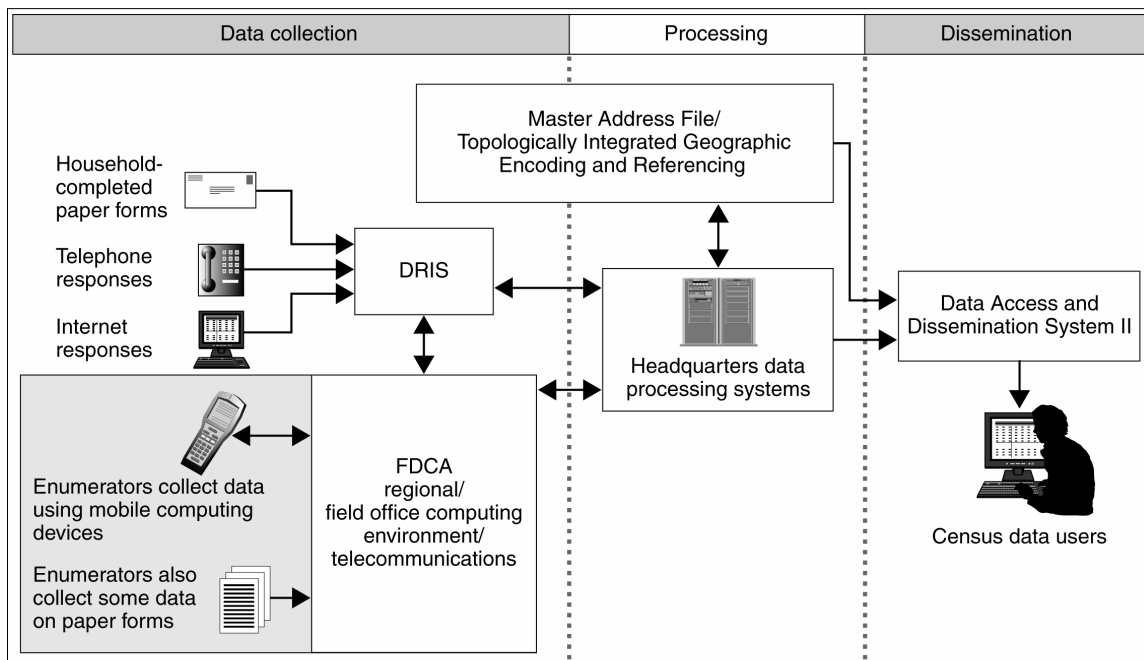 Data collection
Processing
Dissemination
Master Address File/
Topologically Integrated Geographic
Encoding and Referencing
Household-
completed
paper forms
Telephone
responses
Internet
responses
DRIS
Headquarters data
processing systems
Data Access and
Dissemination System II
Census data users
Enumerators collect data
using mobile computing
devices
Enumerators also
collect some data
on paper forms
FDCA
regional/
field office computing
environment/
telecommunications